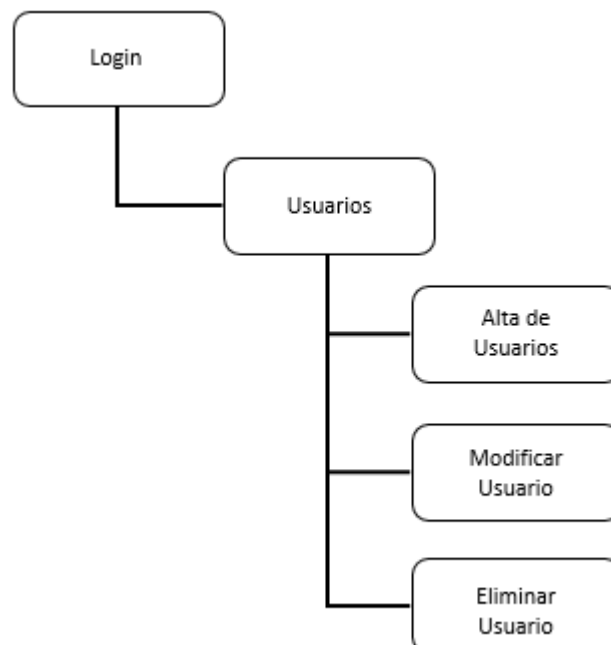 Login
Usuarios
Alta de
Usuarios
Modificar
Usuario
Eliminar
Usuario